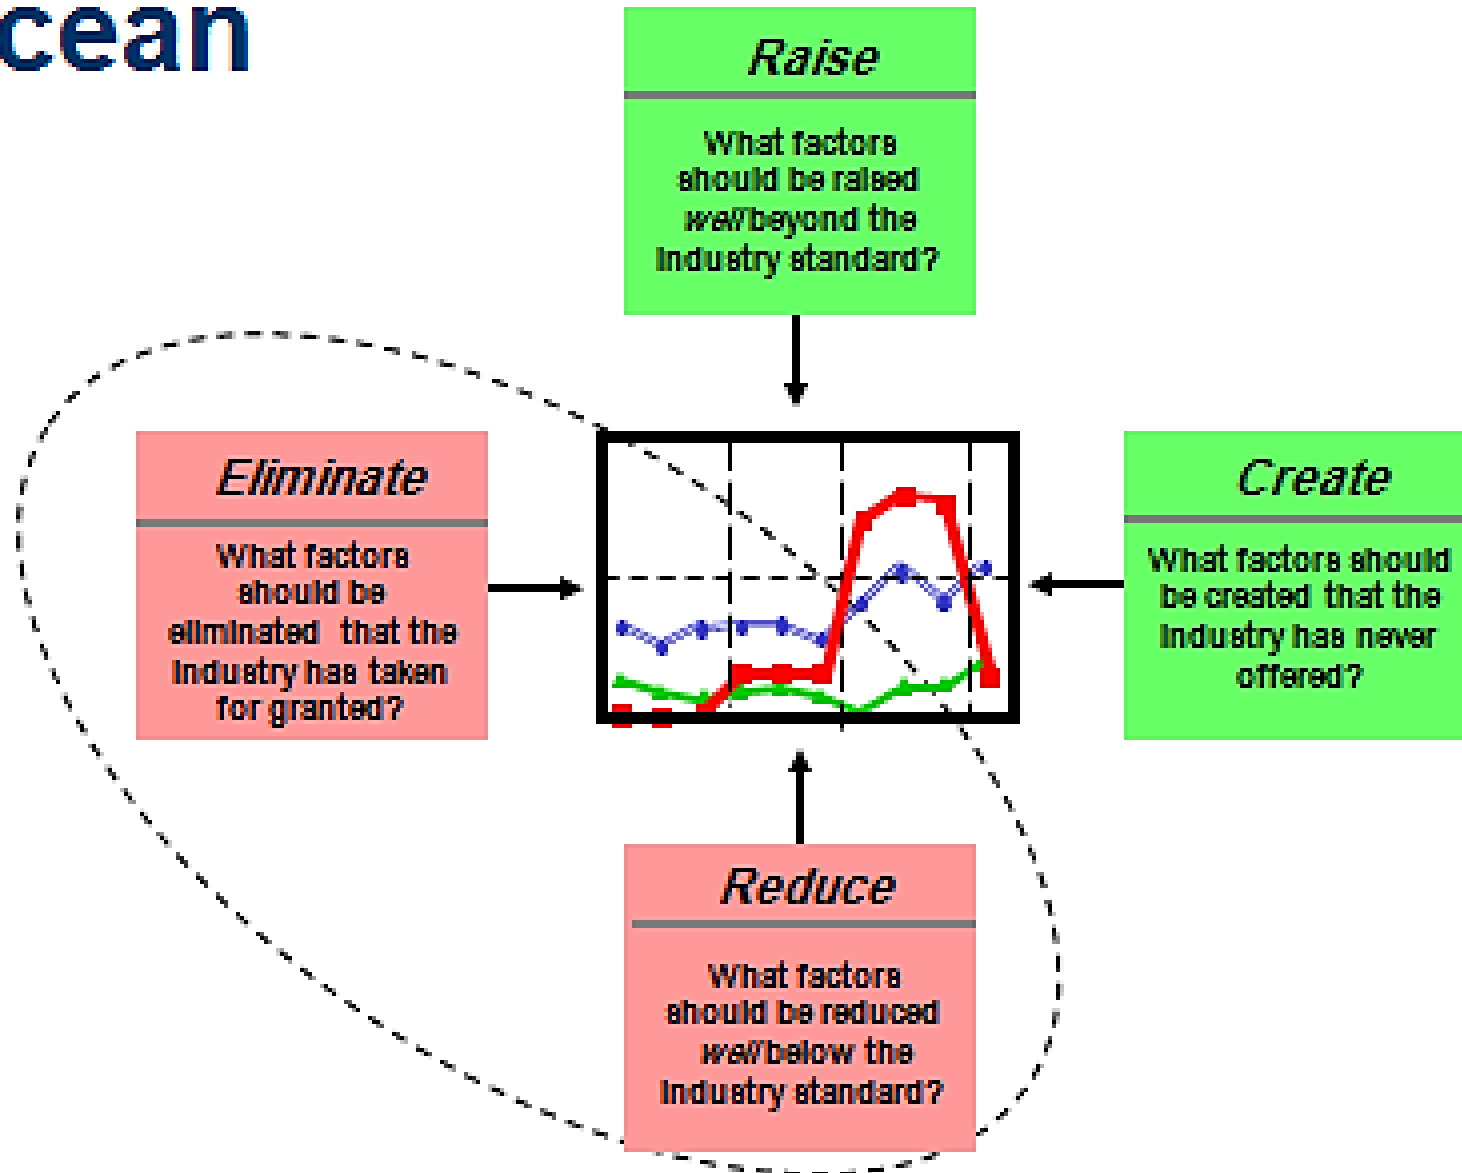 cean
Raise
What factors
should be raised
well beyond the
industry standard?
Eliminate
What factors
should be
eliminated that the
industry has taken
for granted?
Create
What factors should
be created that the
industry has never
offered?
Reduce
What factors
should be reduced
well below the
industry standard?